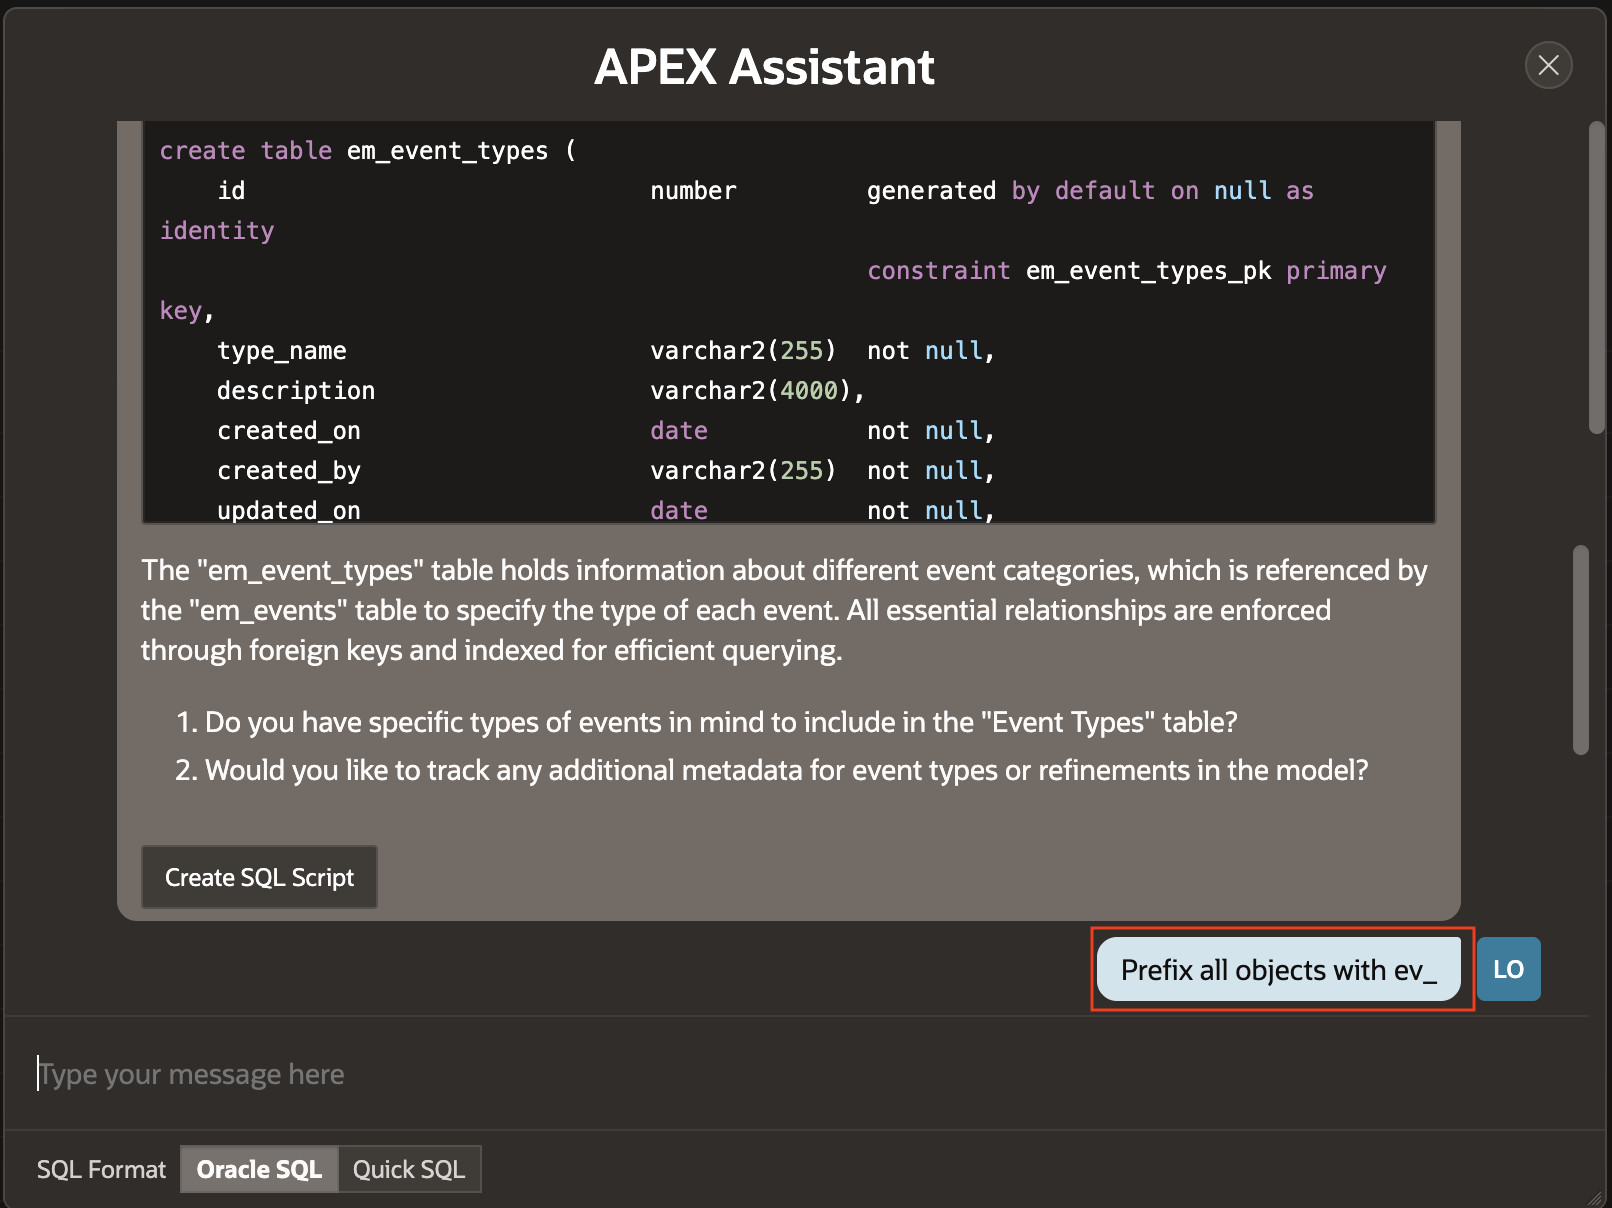 APEX Assistant
create table em_event_types (
    id                            number         generated by default on null as
identity
                                                 constraint em_event_types_pk primary
key,
    type_name                     varchar2(255)  not null,
    description                   varchar2(4000),
    created_on                    date           not null,
    created_by                    varchar2(255)  not null,
    updated_on                    date           not null,
The "em_event_types" table holds information about different event categories, which is referenced by
the "em_events" table to specify the type of each event. All essential relationships are enforced
through foreign keys and indexed for efficient querying.
1. Do you have specific types of events in mind to include in the "Event Types" table?
2. Would you like to track any additional metadata for event types or refinements in the model?
Create SQL Script
Prefix all objects with ev_
LO
Type your message here
SQL Format Oracle SQL Quick SQL